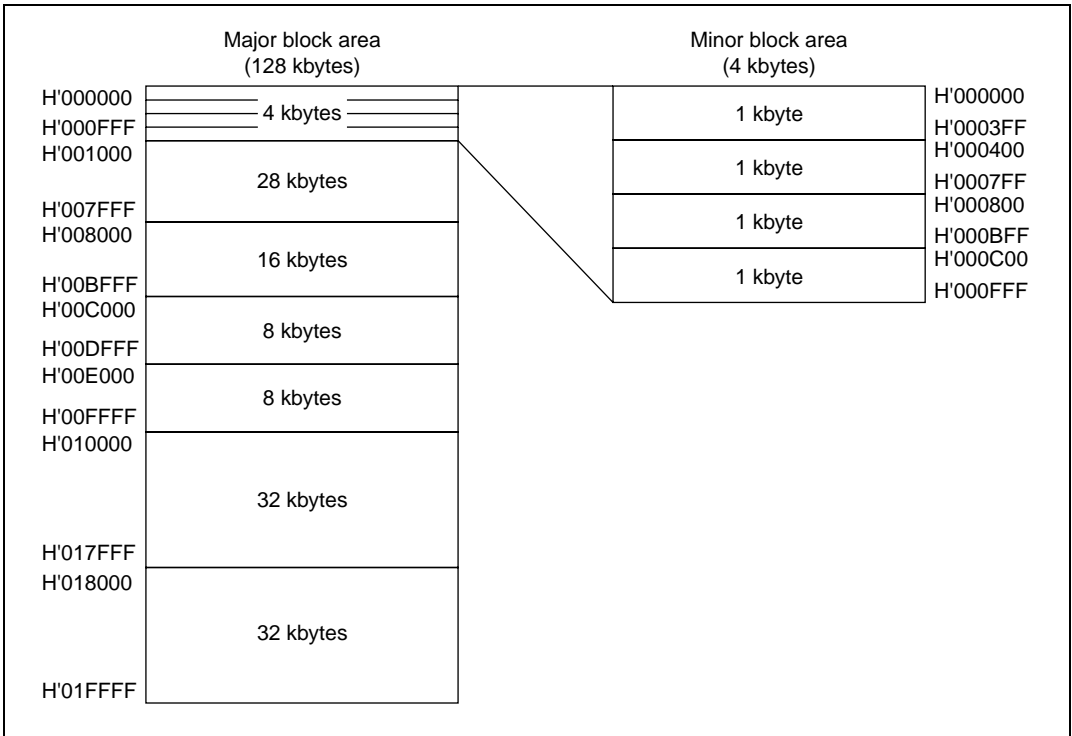 Major block area
(128 kbytes)
H'000000
4 kbytes
H'000FFF
H'001000
28 kbytes
H'007FFF
H'008000
16 kbytes
H'00BFFF
H'00C000
8 kbytes
H'00DFFF
H'00E000
8 kbytes
H'00FFFF
H'010000
32 kbytes
H'017FFF
H'018000
32 kbytes
H'01FFFF
Minor block area
(4 kbytes)
H'000000
1 kbyte
H'0003FF
H'000400
1 kbyte
H'0007FF
H'000800
1 kbyte
H'000BFF
H'000C00
1 kbyte
H'000FFF